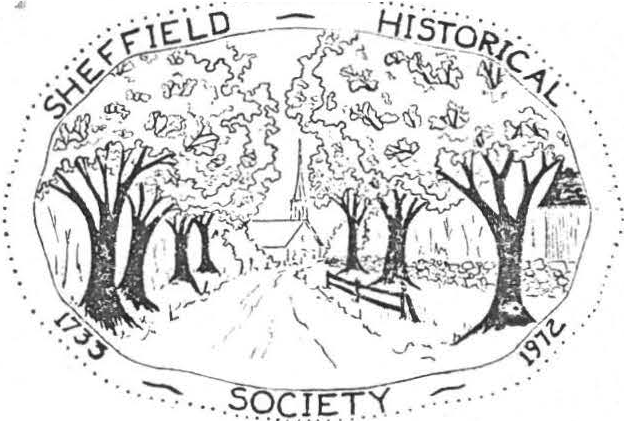 SHEFFIELD — HISTORICAL
1733
1972
— SOCIETY —